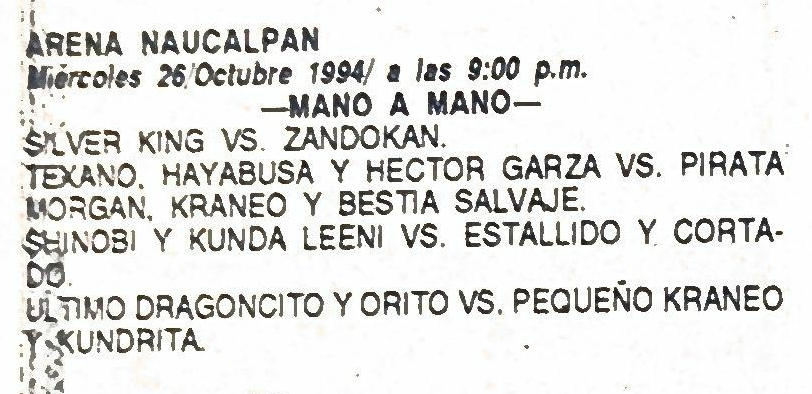 ARENA NAUCALPAN
Miércoles 26/Octubre 1994/ a las 9:00 p.m.
—MANO A MANO—
SILVER KING VS. ZANDOKAN.
TEXANO, HAYABUSA Y HECTOR GARZA VS. PIRATA
MORGAN, KRANEO Y BESTIA SALVAJE.
SHINOBI Y KUNDA LEENI VS. ESTALLIDO Y CORTA-
DO.
ULTIMO DRAGONCITO Y ORITO VS. PEQUEÑO KRANEO
Y KUNDRITA.